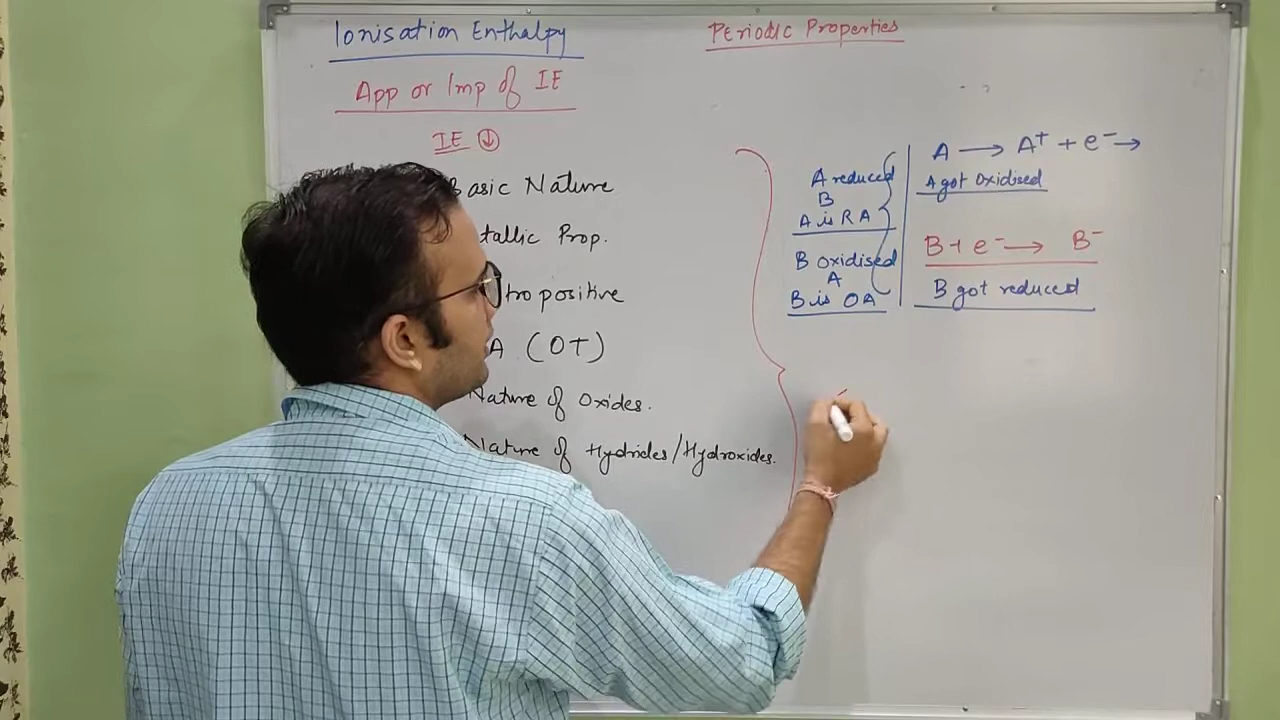 Ionisation Enthalpy
Periodic Properties
App or Imp of IE
IE ↓
Basic Nature
tallic Prop.
tropositive
A (OT)
Nature of Oxides.
Nature of Hydrides/Hydroxides.
A reduced
B
A is RA
B oxidised
A
B is OA
A → A+ + e- →
A got Oxidised
B + e- → B-
B got reduced